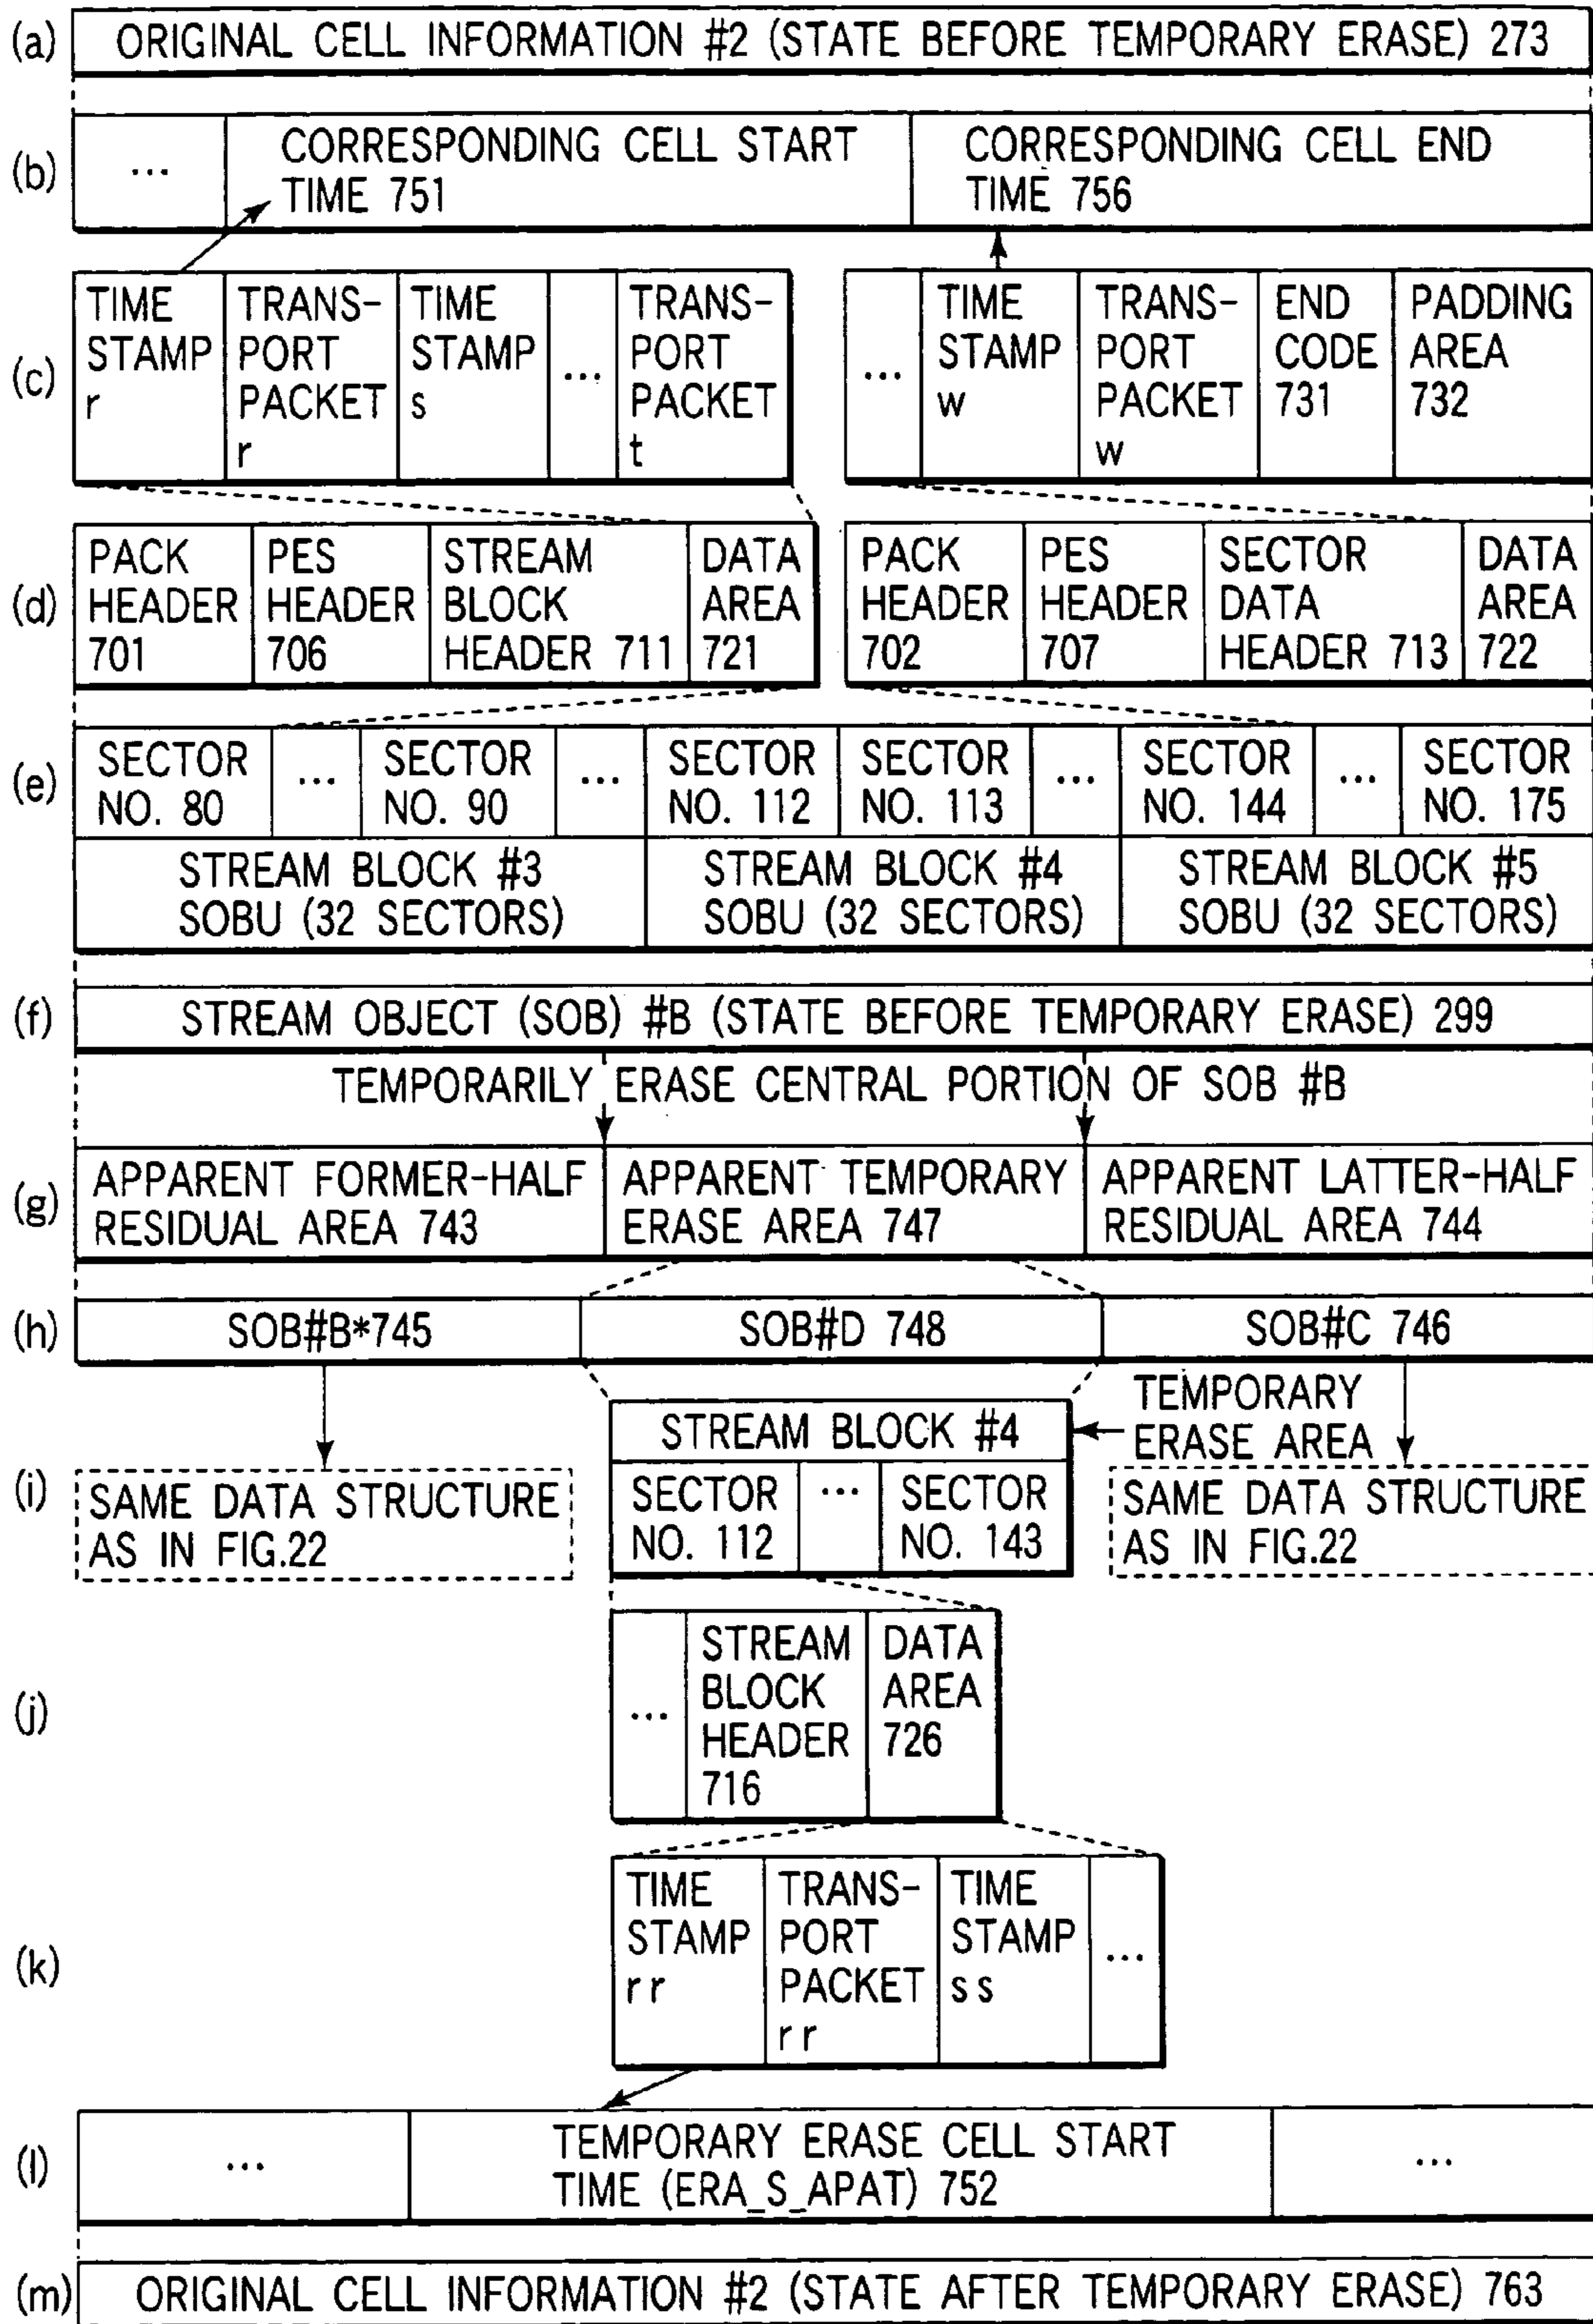 (a) ORIGINAL CELL INFORMATION #2 (STATE BEFORE TEMPORARY ERASE) 273
(b)
...
CORRESPONDING CELL START
TIME 751
CORRESPONDING CELL END
TIME 756
(c)
TIME
STAMP
r
TRANS-
PORT
PACKET
r
TIME
STAMP
s
...
TRANS-
PORT
PACKET
t
...
TIME
STAMP
w
TRANS-
PORT
PACKET
w
END
CODE
731
PADDING
AREA
732
(d)
PACK
HEADER
701
PES
HEADER
706
STREAM
BLOCK
HEADER 711
DATA
AREA
721
PACK
HEADER
702
PES
HEADER
707
SECTOR
DATA
HEADER 713
DATA
AREA
722
(e)
SECTOR
NO. 80
...
SECTOR
NO. 90
...
SECTOR
NO. 112
SECTOR
NO. 113
...
SECTOR
NO. 144
...
SECTOR
NO. 175
STREAM BLOCK #3
SOBU (32 SECTORS)
STREAM BLOCK #4
SOBU (32 SECTORS)
STREAM BLOCK #5
SOBU (32 SECTORS)
(f) STREAM OBJECT (SOB) #B (STATE BEFORE TEMPORARY ERASE) 299
TEMPORARILY ERASE CENTRAL PORTION OF SOB #B
(g)
APPARENT FORMER-HALF
RESIDUAL AREA 743
APPARENT TEMPORARY
ERASE AREA 747
APPARENT LATTER-HALF
RESIDUAL AREA 744
(h)
SOB#B*745
SOB#D 748
SOB#C 746
TEMPORARY
ERASE AREA
(i)
SAME DATA STRUCTURE
AS IN FIG.22
STREAM BLOCK #4
SECTOR
NO. 112
...
SECTOR
NO. 143
SAME DATA STRUCTURE
AS IN FIG.22
(j)
...
STREAM
BLOCK
HEADER
716
DATA
AREA
726
(k)
TIME
STAMP
rr
TRANS-
PORT
PACKET
rr
TIME
STAMP
ss
...
(l)
...
TEMPORARY ERASE CELL START
TIME (ERA_S_APAT) 752
...
(m) ORIGINAL CELL INFORMATION #2 (STATE AFTER TEMPORARY ERASE) 763